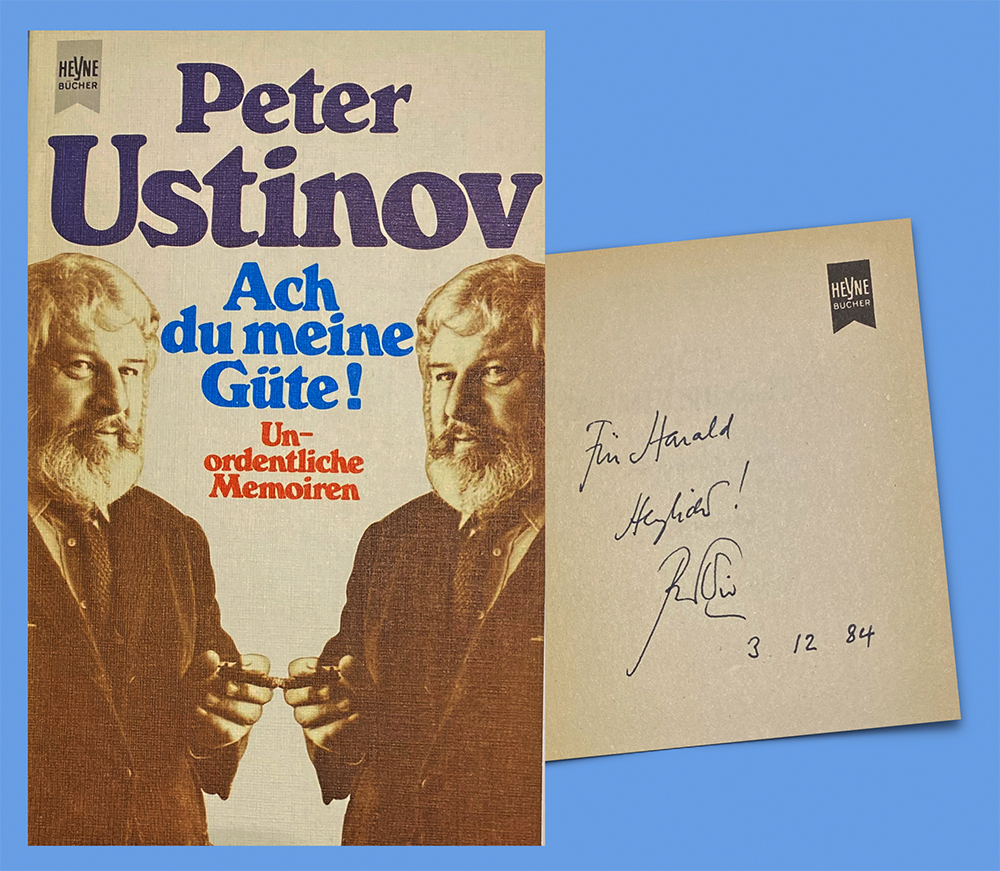 HEYNE
BÜCHER
Peter
Ustinov
Ach
du meine
Güte!
Un-
ordentliche
Memoiren
HEYNE
BÜCHER
Für Harald
Herzlichst!
3 12 84